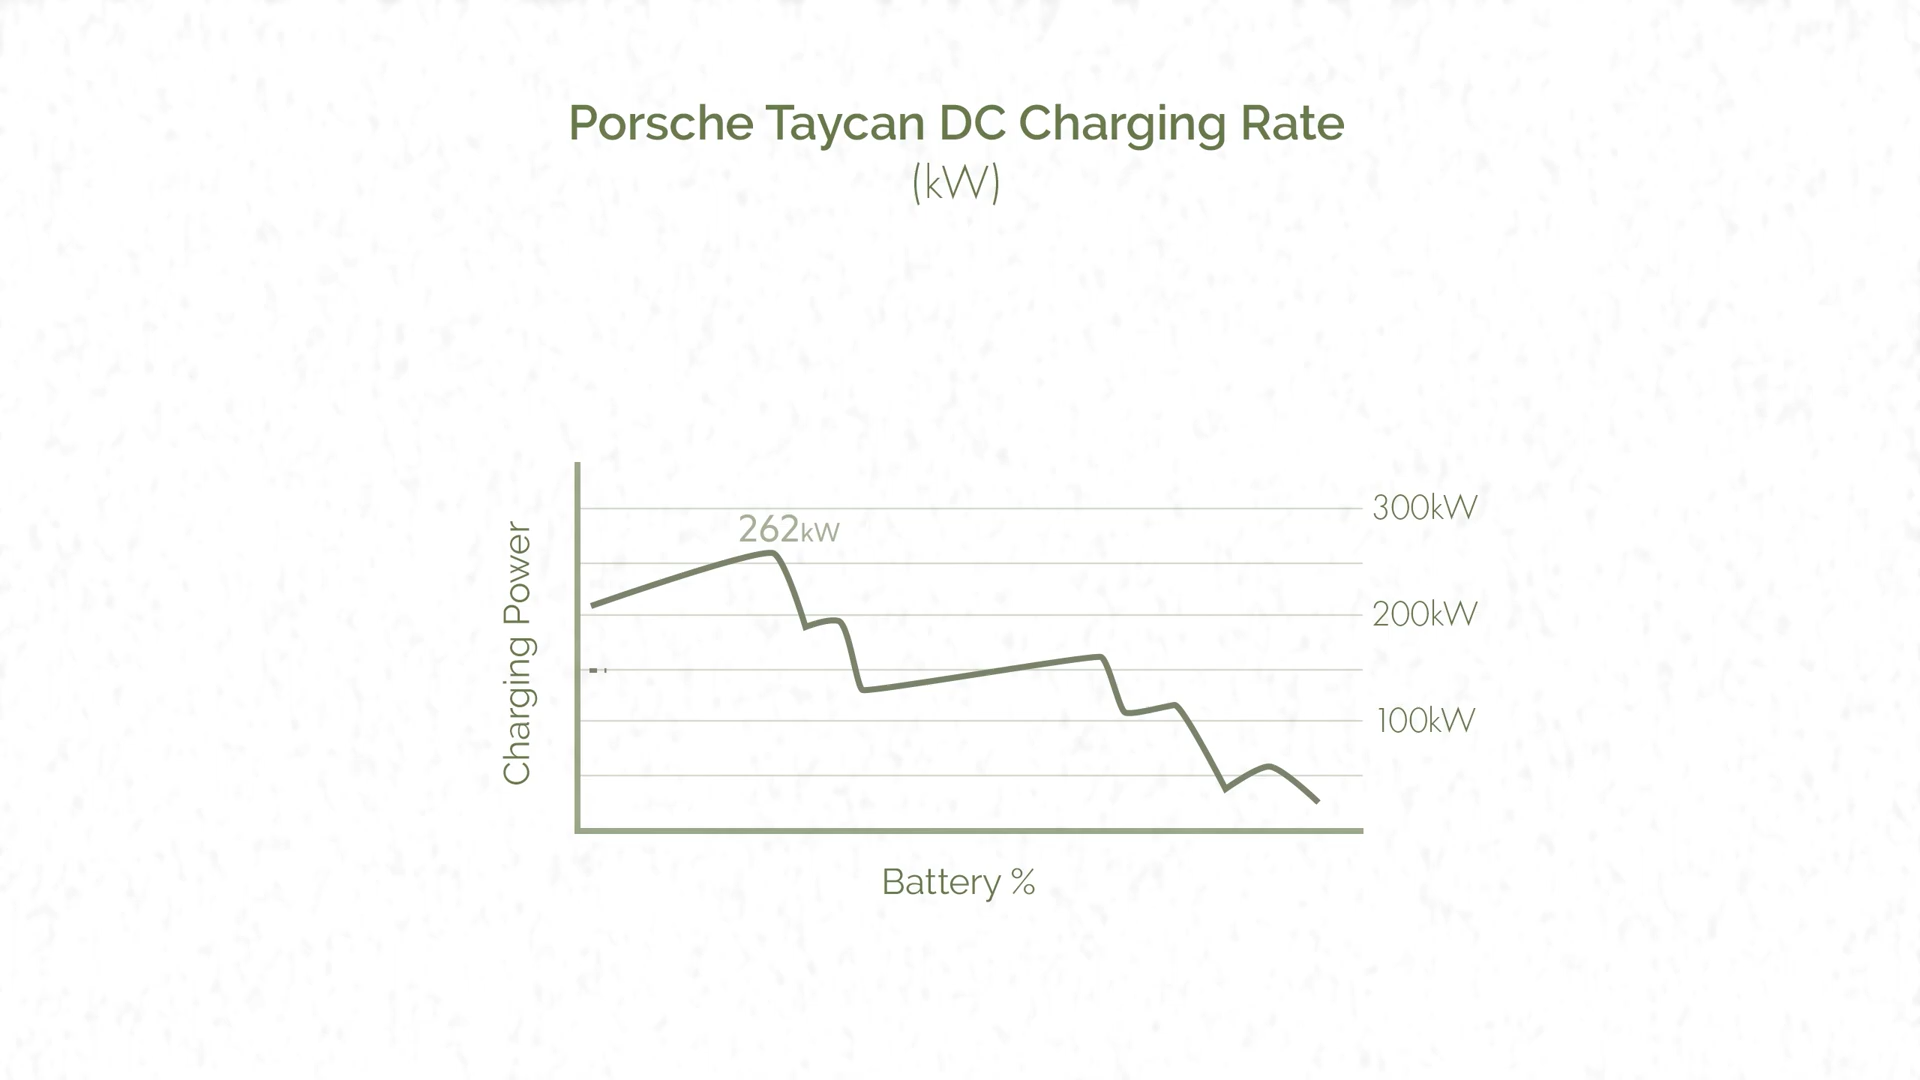 Porsche Taycan DC Charging Rate
(kW)
262kW
300kW
200kW
100kW
Charging Power
Battery %